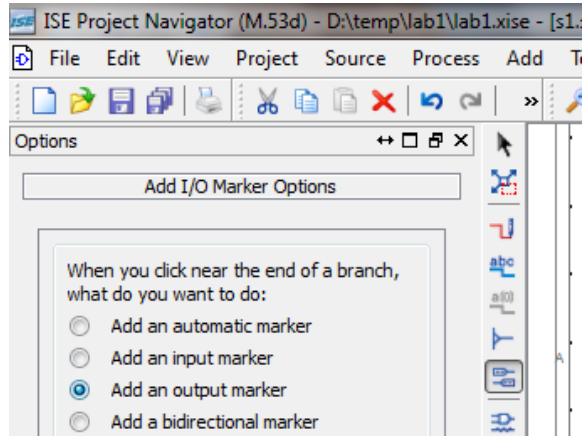 ISE Project Navigator (M.53d) - D:\temp\lab1\lab1.xise - [s1.
File Edit View Project Source Process Add
»
Options
Add I/O Marker Options
abc
a(0)
When you click near the end of a branch,
what do you want to do:
Add an automatic marker
A
Add an input marker
Add an output marker
Add a bidirectional marker